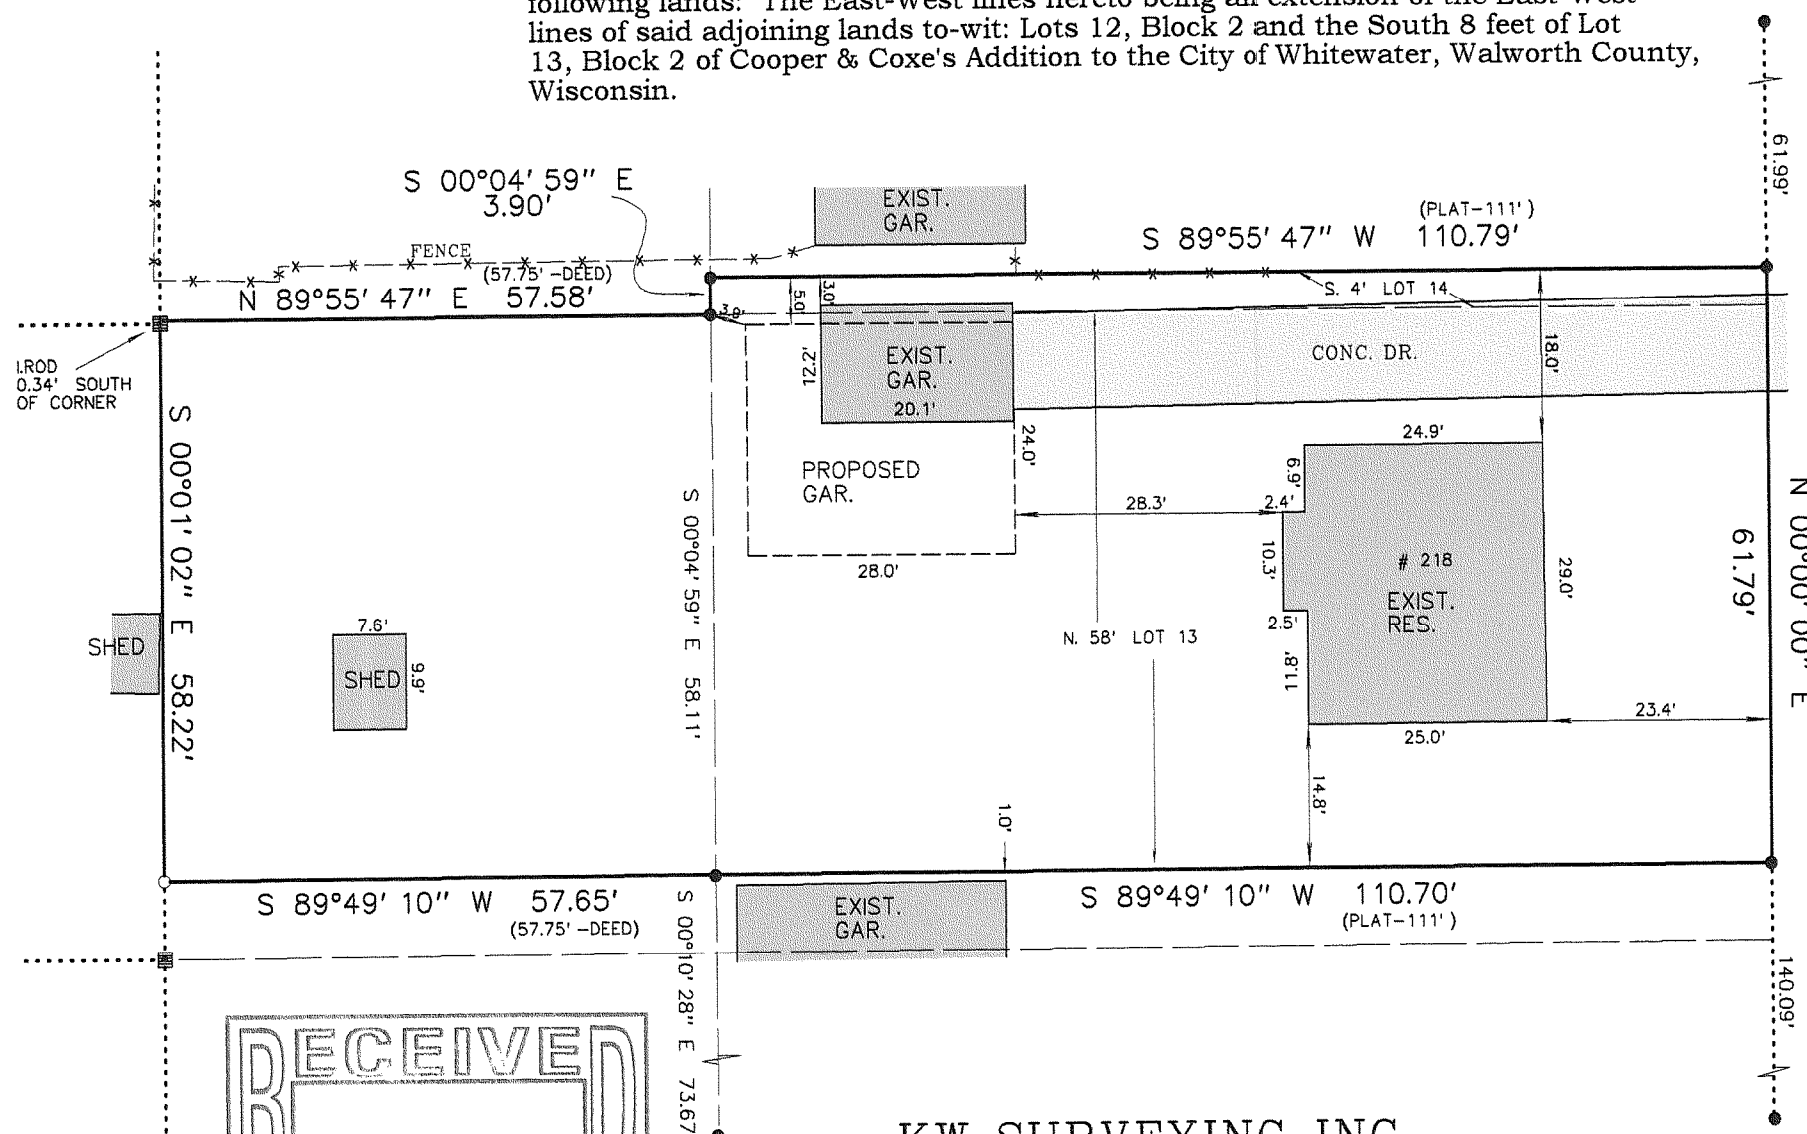 following lands: The East-West lines hereto being an extension of the East-West
lines of said adjoining lands to-wit: Lots 12, Block 2 and the South 8 feet of Lot
13, Block 2 of Cooper & Coxe's Addition to the City of Whitewater, Walworth County,
Wisconsin.
61.99'
S 00°04' 59" E
3.90'
EXIST.
GAR.
(PLAT-111')
S 89°55' 47" W 110.79'
FENCE
(57.75' -DEED)
N 89°55' 47" E 57.58'
5.0'
3.0'
3.9'
S. 4' LOT 14
I.ROD
0.34' SOUTH
OF CORNER
12.2'
EXIST.
GAR.
20.1'
CONC. DR.
18.0'
S 00°01' 02" E 58.22'
24.0'
24.9'
PROPOSED
GAR.
6.9'
28.3'
2.4'
N 00°00' 00" E
61.79'
S 00°04' 59" E 58.11'
10.3'
# 218
EXIST.
RES.
29.0'
28.0'
2.5'
N. 58' LOT 13
SHED
7.6'
SHED
9.9'
11.8'
23.4'
25.0'
14.8'
1.0'
S 89°49' 10" W 57.65'
(57.75' -DEED)
EXIST.
GAR.
S 89°49' 10" W 110.70'
(PLAT-111')
S 00°10' 28" E 73.67
140.09'
RECEIVED
KW SURVEYING INC